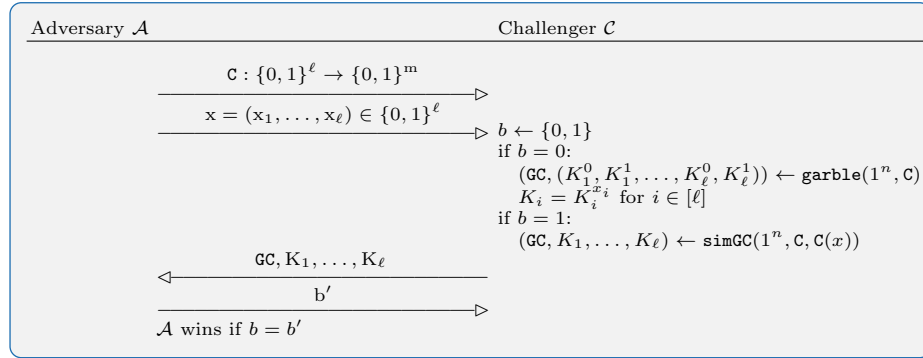 Adversary 𝒜 Challenger 𝒞
C : {0, 1}^ℓ → {0, 1}^m
x = (x₁, . . . , x_ℓ) ∈ {0, 1}^ℓ
b ← {0, 1}
if b = 0:
(GC, (K₁⁰, K₁¹, . . . , K_ℓ⁰, K_ℓ¹)) ← garble(1ⁿ, C)
K_i = K_i^{x_i} for i ∈ [ℓ]
if b = 1:
(GC, K₁, . . . , K_ℓ) ← simGC(1ⁿ, C, C(x))
GC, K₁, . . . , K_ℓ
b′
𝒜 wins if b = b′